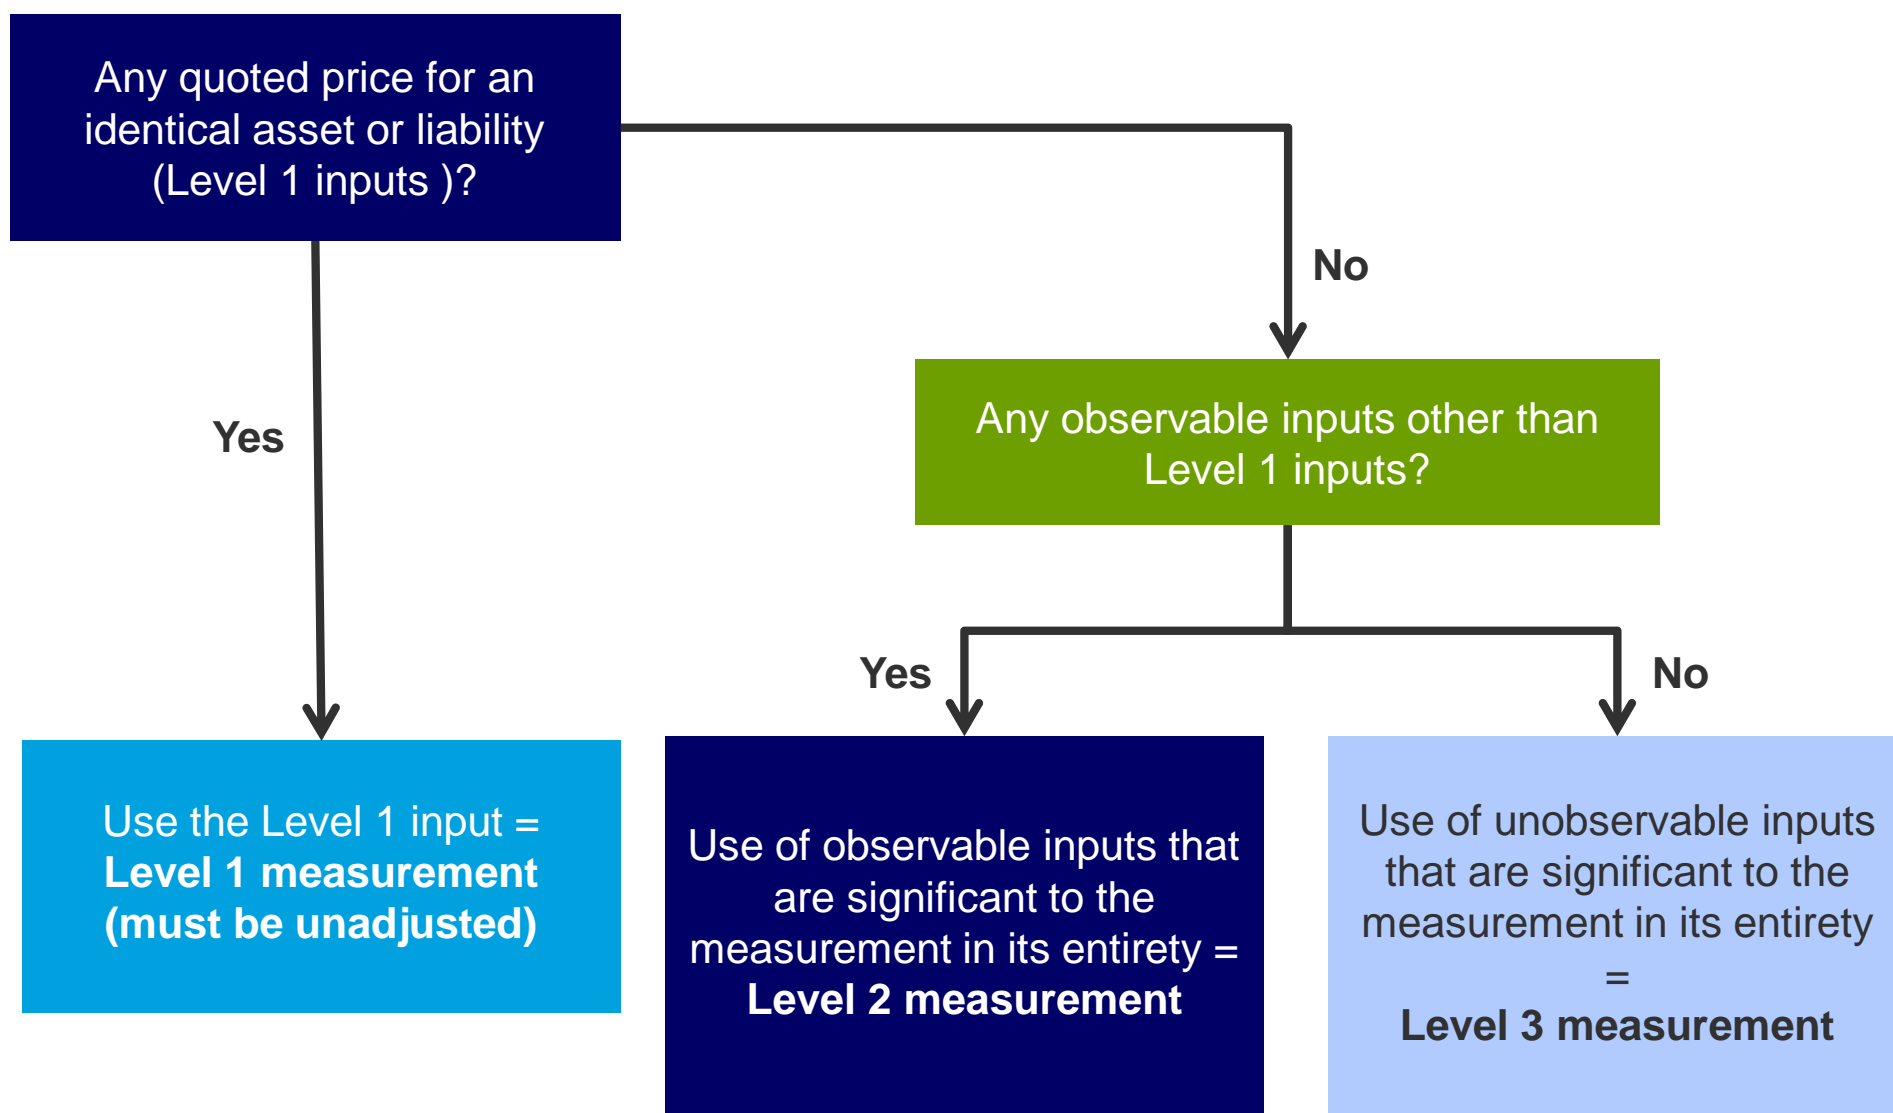 Any quoted price for an
identical asset or liability
(Level 1 inputs )?
No
Any observable inputs other than
Level 1 inputs?
Yes
Yes
No
Use the Level 1 input =
Level 1 measurement
(must be unadjusted)
Use of observable inputs that
are significant to the
measurement in its entirety =
Level 2 measurement
Use of unobservable inputs
that are significant to the
measurement in its entirety
=
Level 3 measurement